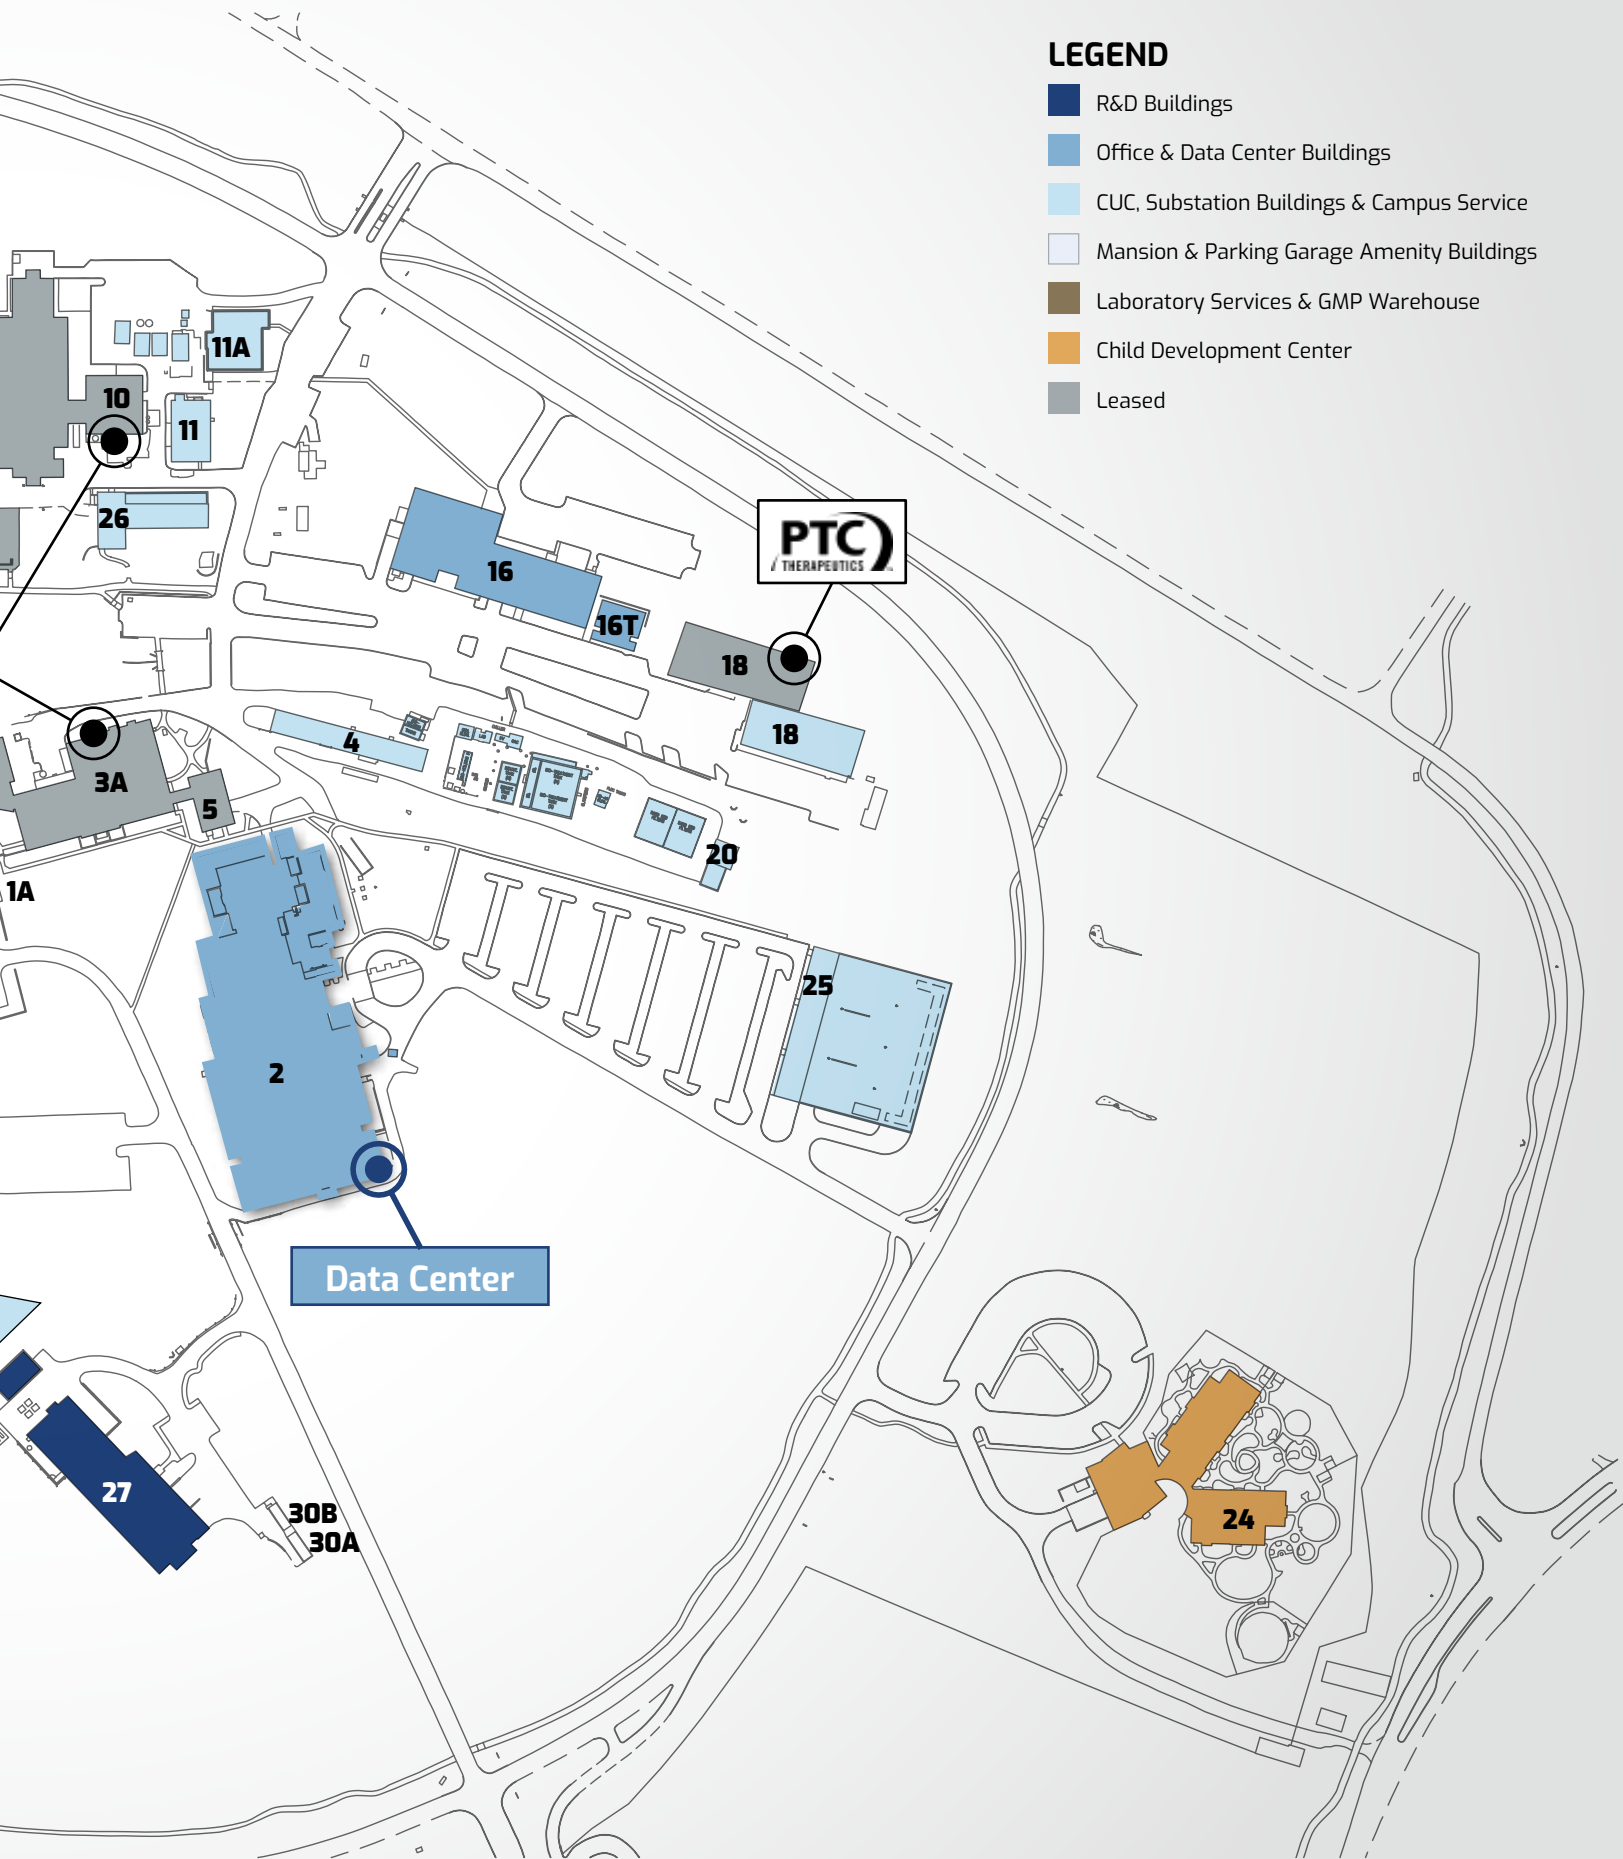 LEGEND
R&D Buildings
Office & Data Center Buildings
CUC, Substation Buildings & Campus Service
Mansion & Parking Garage Amenity Buildings
Laboratory Services & GMP Warehouse
Child Development Center
Leased
11A
10
11
26
16
16T
PTC
THERAPEUTICS
18
18
4
3A
5
20
1A
25
2
Data Center
27
30B
30A
24